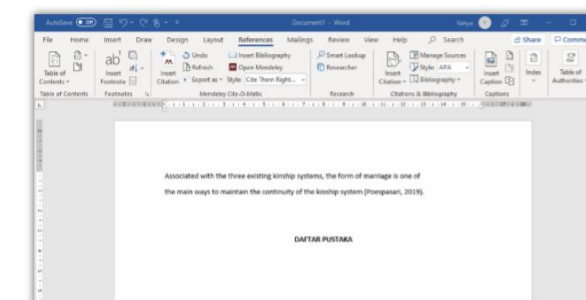 AutoSave Off
Document1 - Word
Yahya
File Home Insert Draw Design Layout References Mailings Review View Help Search Share Comme
Table of Contents
Insert Footnote
ab
Insert Citation
Undo
Refresh
Export as
Insert Bibliography
Open Mendeley
Style: Cite Them Right...
Smart Lookup
Researcher
Insert Citation
Manage Sources
Style: APA
Bibliography
Insert Caption
Index
Table of Authorities
Table of Contents Footnotes Mendeley Cite-O-Matic Research Citations & Bibliography Captions
Associated with the three existing kinship systems, the form of marriage is one of
the main ways to maintain the continuity of the kinship system (Poespasari, 2019).
DAFTAR PUSTAKA